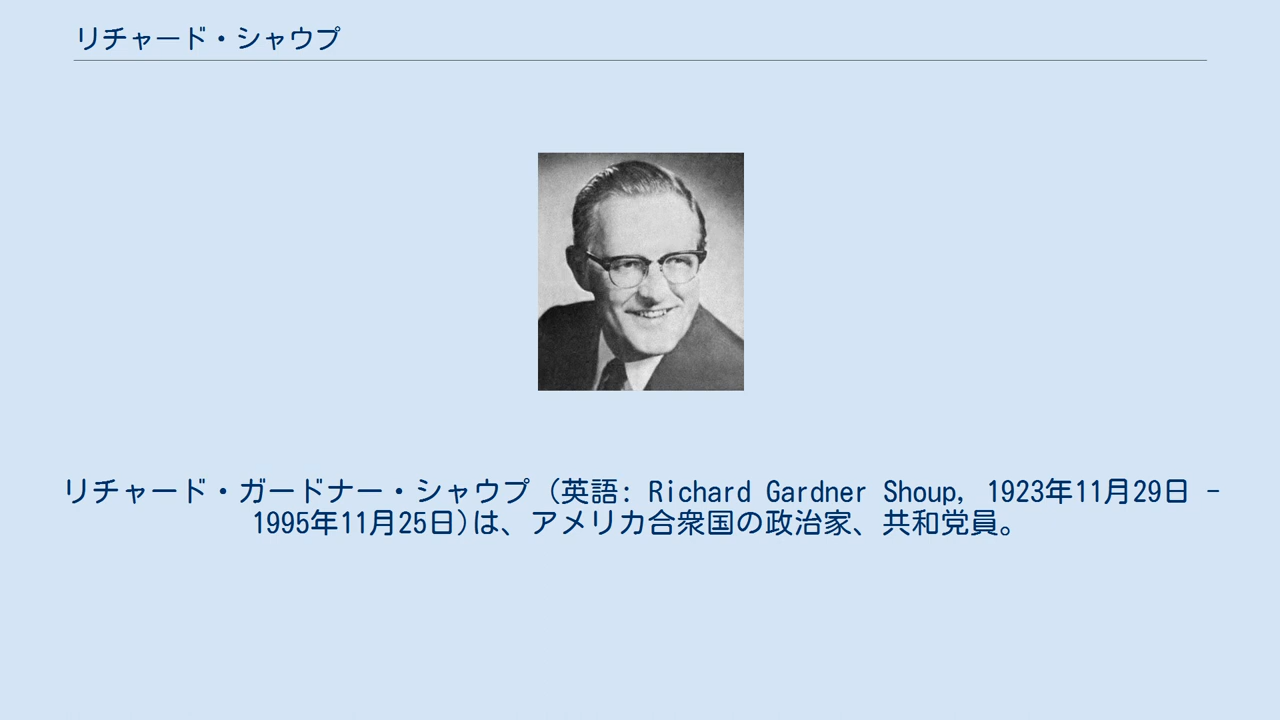 リチャード・シャウプ
リチャード・ガードナー・シャウプ（英語: Richard Gardner Shoup, 1923年11月29日 -
1995年11月25日)は、アメリカ合衆国の政治家、共和党員。